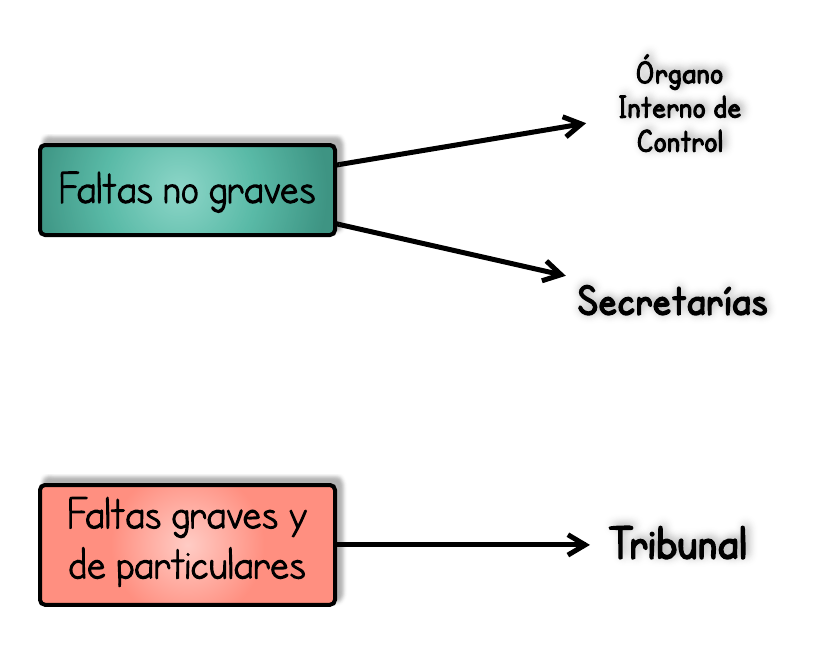 Órgano
Interno de
Control
Faltas no graves
Secretarías
Faltas graves y
de particulares
Tribunal